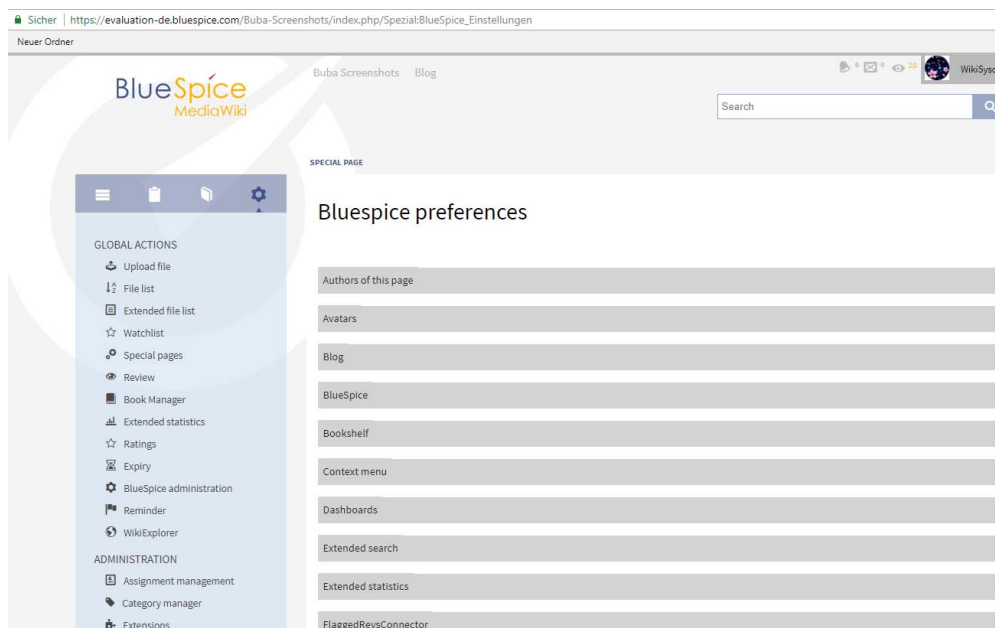 Sicher | https://evaluation-de.bluespice.com/Buba-Screenshots/index.php/Spezial:BlueSpice_Einstellungen
Neuer Ordner
BlueSpice
MediaWiki
Buba Screenshots Blog
0 0 20
Search
SPECIAL PAGE
Bluespice preferences
GLOBAL ACTIONS
Upload file
File list
Extended file list
Watchlist
Special pages
Review
Book Manager
Extended statistics
Ratings
Expiry
BlueSpice administration
Reminder
WikiExplorer
ADMINISTRATION
Assignment management
Category manager
Extensions
Authors of this page
Avatars
Blog
BlueSpice
Bookshelf
Context menu
Dashboards
Extended search
Extended statistics
FlaggedRevsConnector